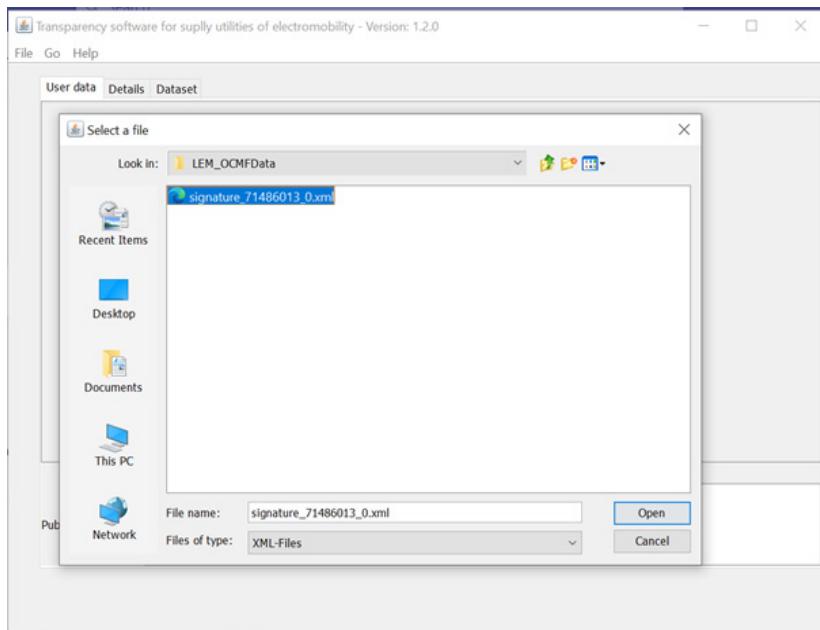 Transparency software for suplly utilities of electromobility - Version: 1.2.0
File Go Help
User data Details Dataset
Select a file
Look in: LEM_OCMFData
signature_71486013_0.xml
Recent Items
Desktop
Documents
This PC
Network
File name: signature_71486013_0.xml Open
Files of type: XML-Files Cancel
Pub